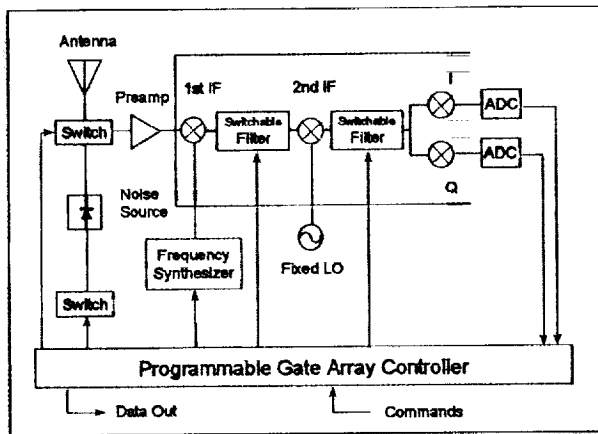 Antenna
Preamp
1st IF
2nd IF
I
Switch
Switchable
Filter
Switchable
Filter
ADC
ADC
Q
Noise
Source
Frequency
Synthesizer
Fixed LO
Switch
Programmable Gate Array Controller
Data Out
Commands